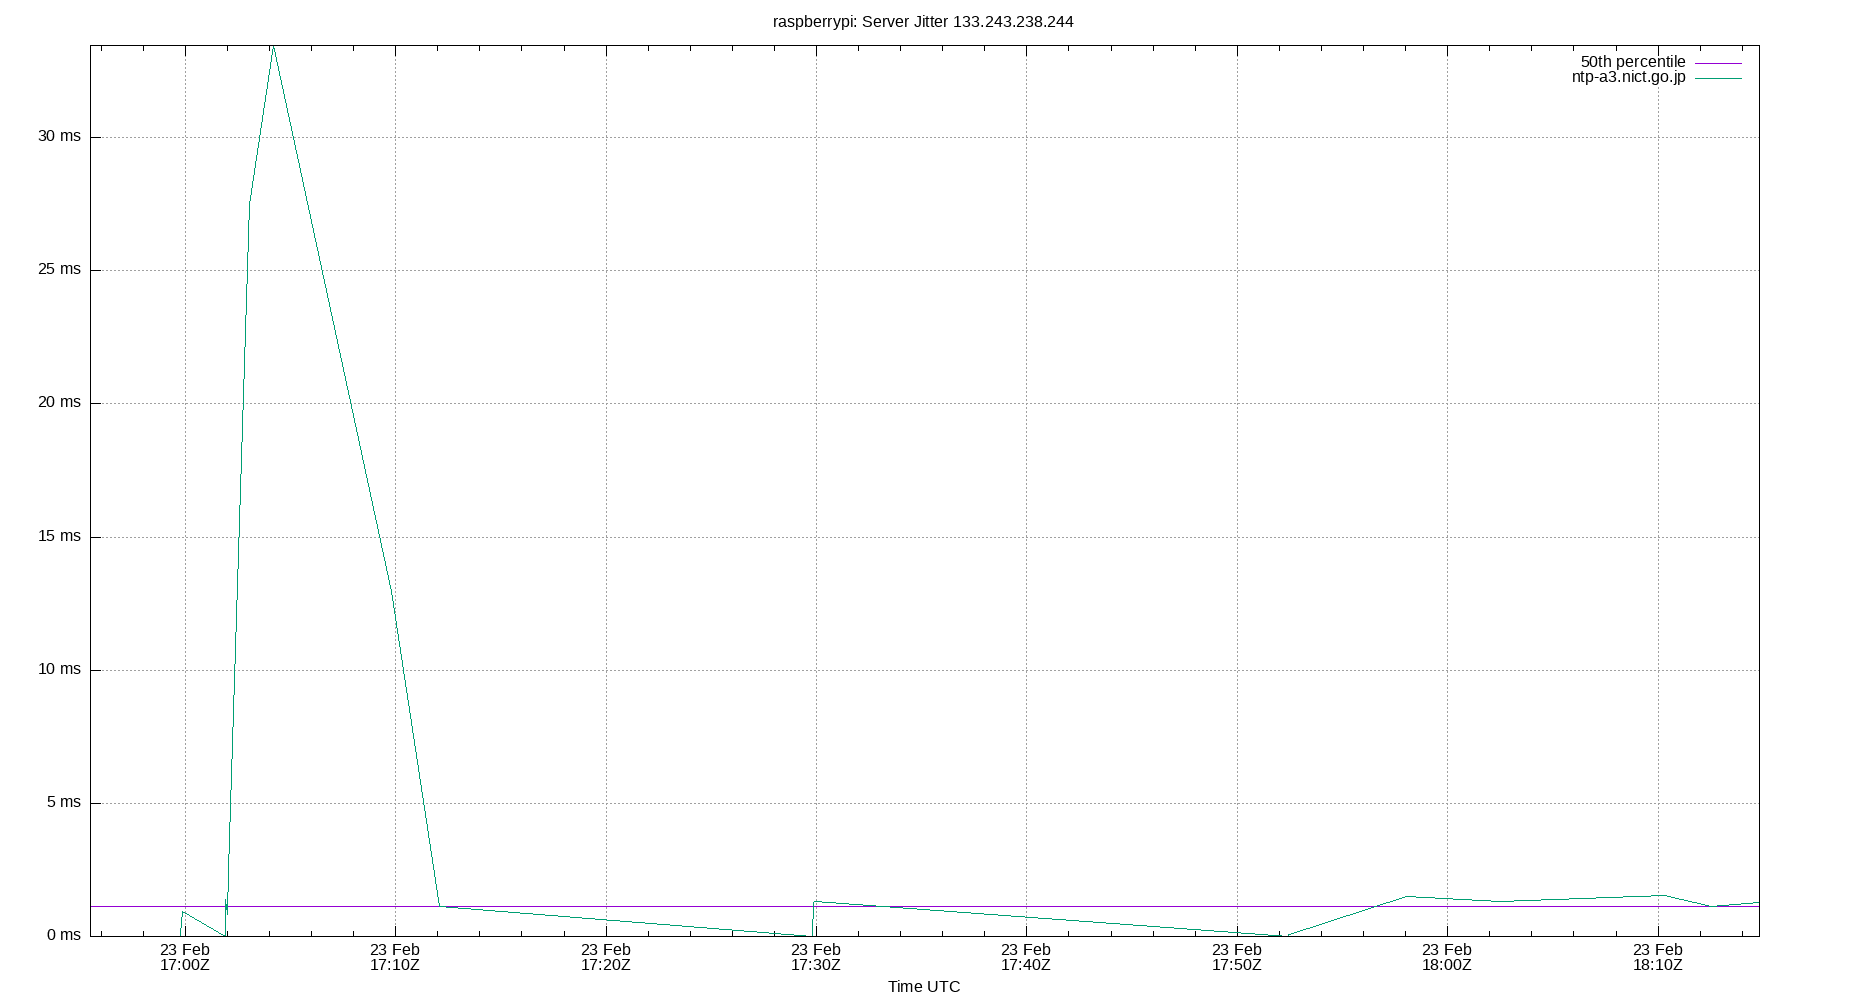 raspberrypi: Server Jitter 133.243.238.244
50th percentile
ntp-a3.nict.go.jp
30 ms
25 ms
20 ms
15 ms
10 ms
5 ms
0 ms
23 Feb 23 Feb 23 Feb 23 Feb 23 Feb 23 Feb 23 Feb 23 Feb
17:00Z 17:10Z 17:20Z 17:30Z 17:40Z 17:50Z 18:00Z 18:10Z
Time UTC